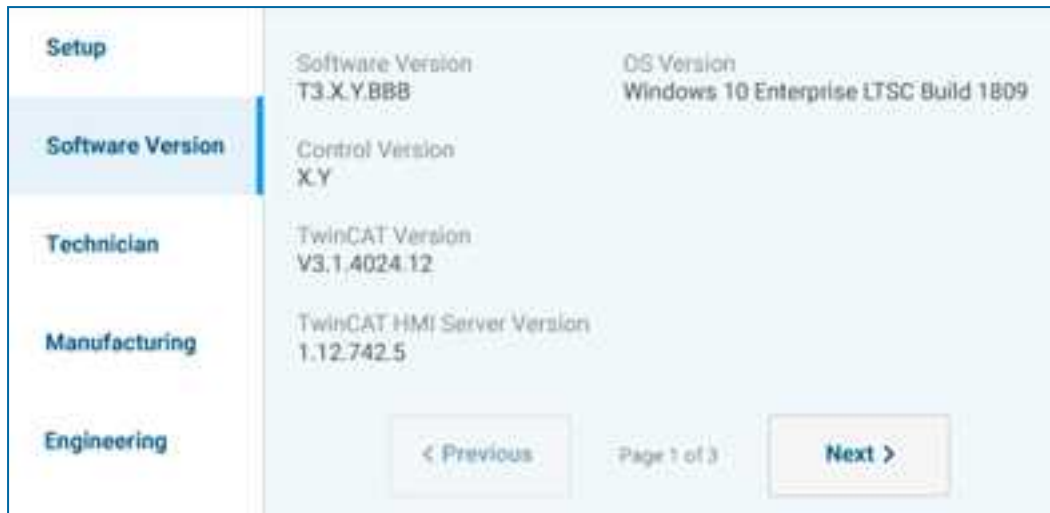 Setup
Software Version
Technician
Manufacturing
Engineering
Software Version
T3.X.Y.BBB
OS Version
Windows 10 Enterprise LTSC Build 1809
Control Version
X.Y
TwinCAT Version
V3.1.4024.12
TwinCAT HMI Server Version
1.12.742.5
< Previous
Page 1 of 3
Next >